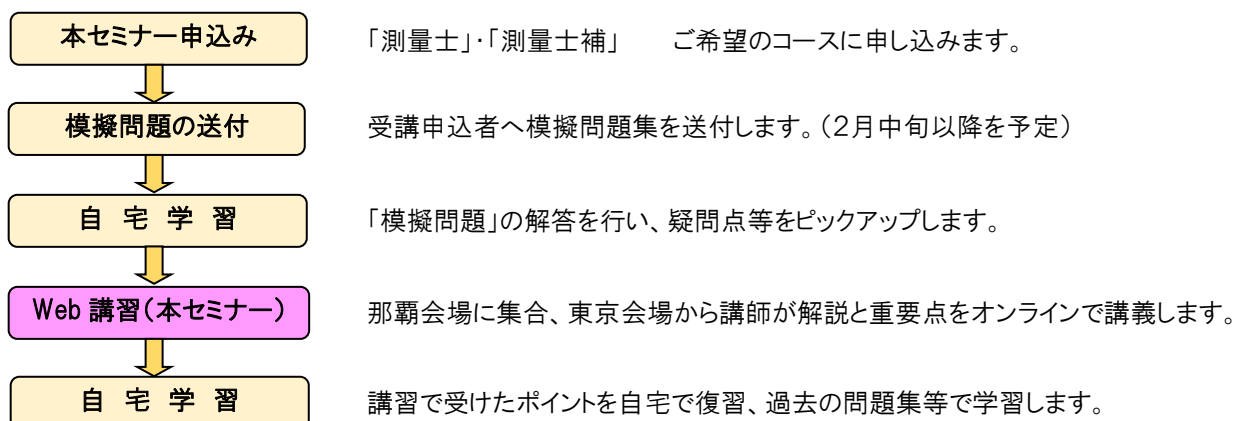 本セミナー申込み 「測量士」・「測量士補」　　ご希望のコースに申し込みます。
模擬問題の送付 受講申込者へ模擬問題集を送付します。（２月中旬以降を予定）
自　宅　学　習 「模擬問題」の解答を行い、疑問点等をピックアップします。
Web 講習（本セミナー） 那覇会場に集合、東京会場から講師が解説と重要点をオンラインで講義します。
自　宅　学　習 講習で受けたポイントを自宅で復習、過去の問題集等で学習します。